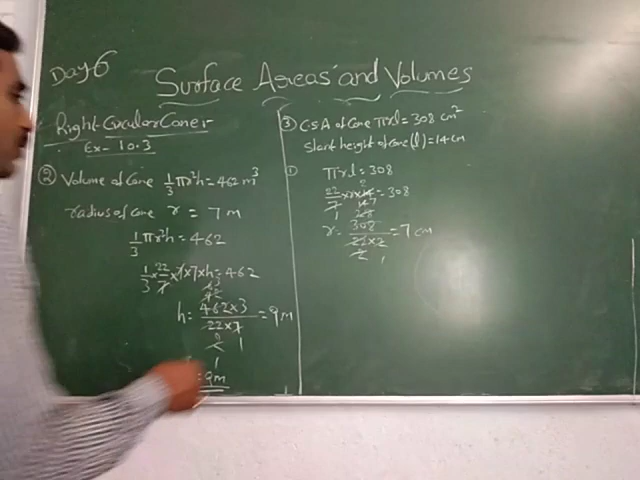 Day-6
Surface Areas and Volumes
Right Circular Cone:-
Ex- 10.3
② Volume of Cone 1/3 πr²h = 462 m³
radius of cone r = 7 m
1/3 πr²h = 462
1/3 × 22/7 × 7 × 7 × h = 462
h = 462×3 / 22×7 = 9 m
= 9m
③ C.S.A of Cone πrl = 308 cm²
Slant height of Cone (l) = 14 cm
① πrl = 308
22/7 × r × 14 = 308
r = 308 / 22×2 = 7 cm